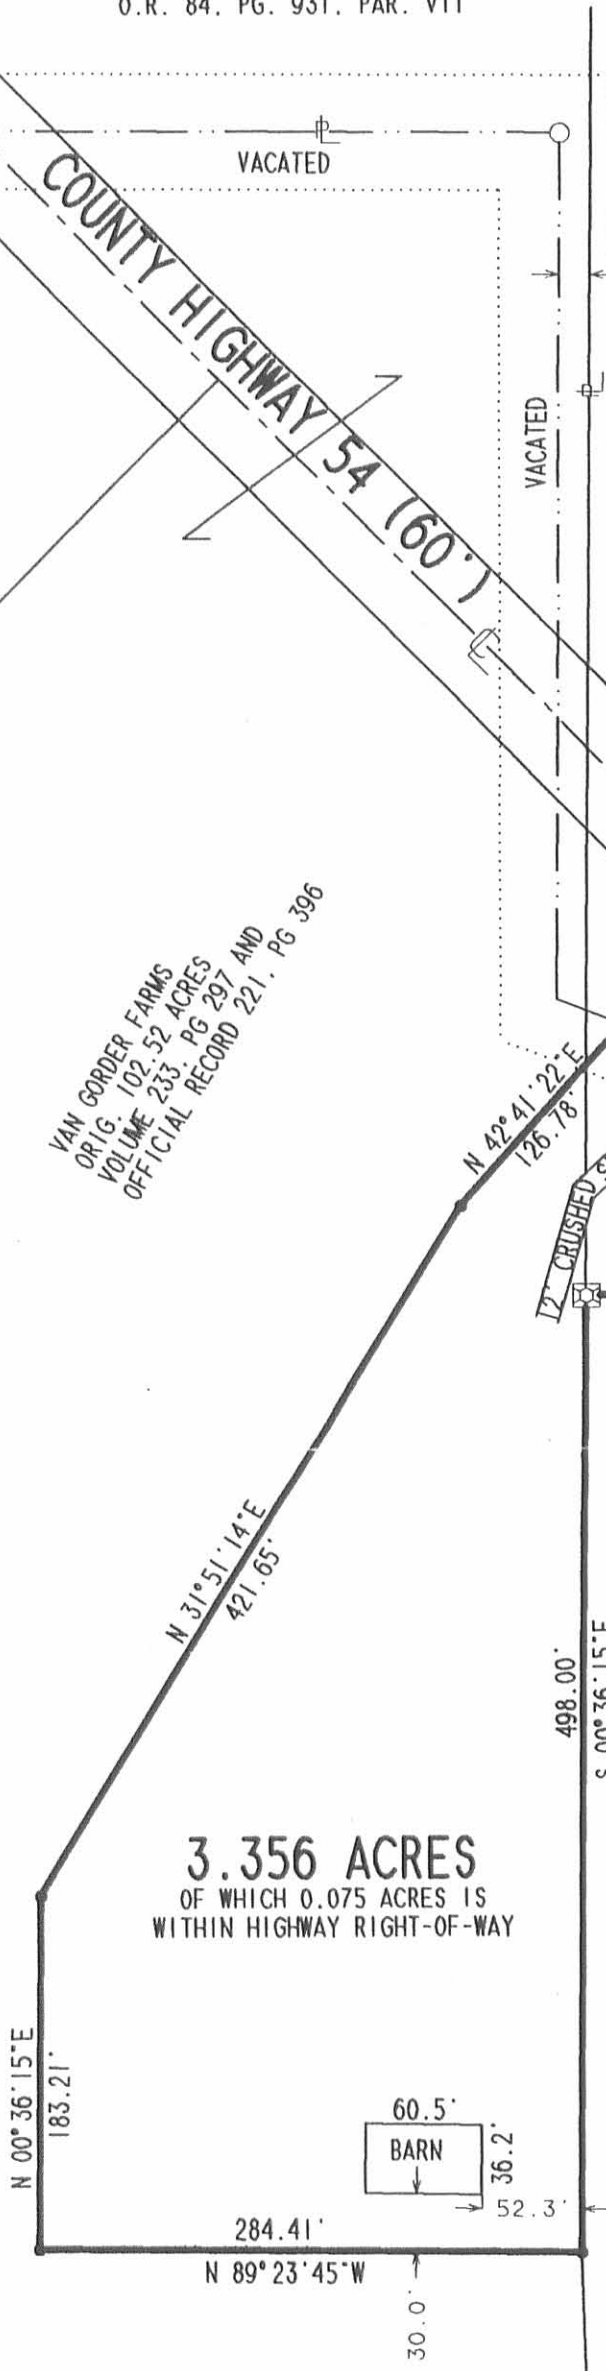 O.R. 84, PG. 931, PAR. VII
VACATED
COUNTY HIGHWAY 54 (60')
VACATED
VAN GORDER FARMS
ORIG. 102.52 ACRES
VOLUME 233, PG 297 AND
OFFICIAL RECORD 221, PG 396
N 42°41'22"E
126.78'
12' CRUSHED
N 31°51'14"E
421.65'
498.00'
S 00°36'15"E
3.356 ACRES
OF WHICH 0.075 ACRES IS
WITHIN HIGHWAY RIGHT-OF-WAY
N 00°36'15"E
183.21'
60.5'
BARN
36.2'
52.3'
284.41'
N 89°23'45"W
30.0'